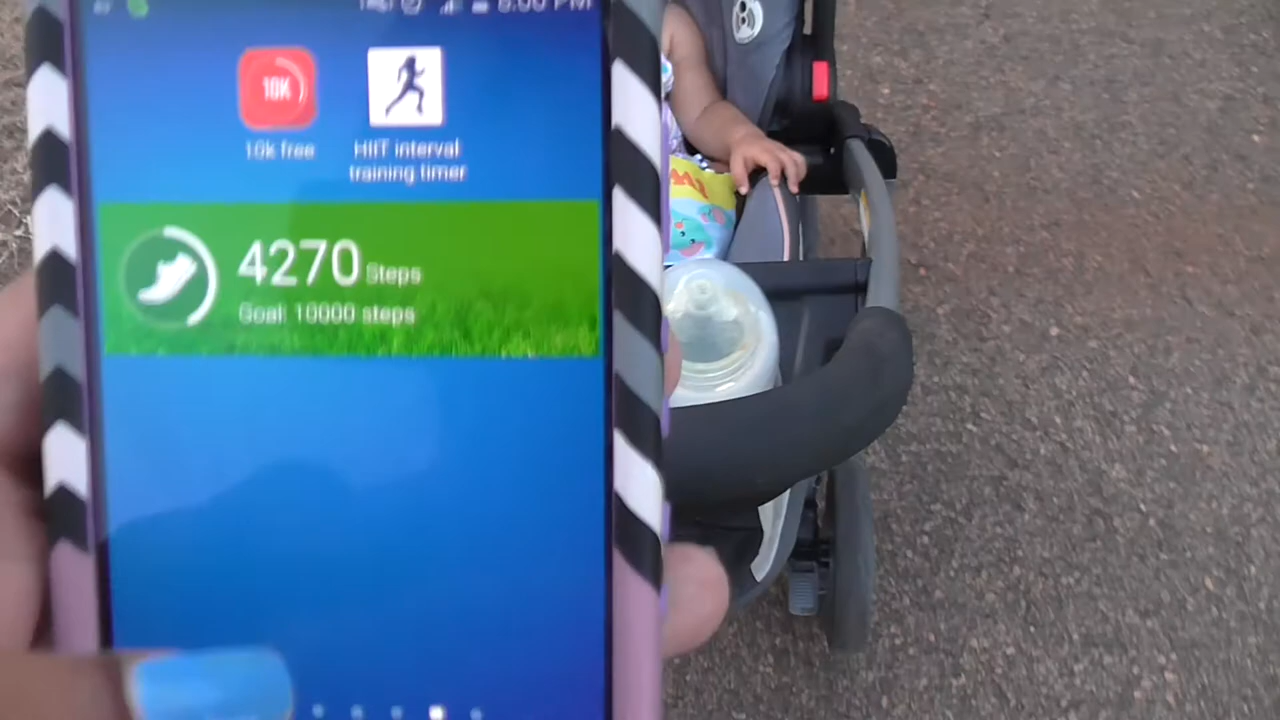 10K
10k free
HIIT interval
training timer
4270 Steps
Goal: 10000 steps